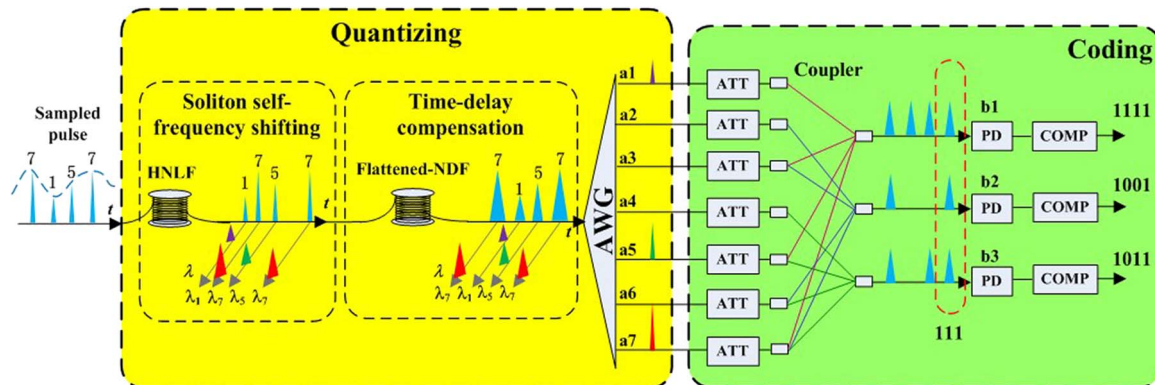 Quantizing
Coding
Soliton self-
frequency shifting
Time-delay
compensation
Sampled
pulse
7
1
5
7
t
HNLF
1
7
5
7
t
λ
λ1
λ7
λ5
λ7
Flattened-NDF
7
1
5
7
t
λ
λ7
λ1
λ5
λ7
AWG
a1
a2
a3
a4
a5
a6
a7
ATT
ATT
ATT
ATT
ATT
ATT
ATT
Coupler
b1
PD
COMP
1111
b2
PD
COMP
1001
b3
PD
COMP
1011
111